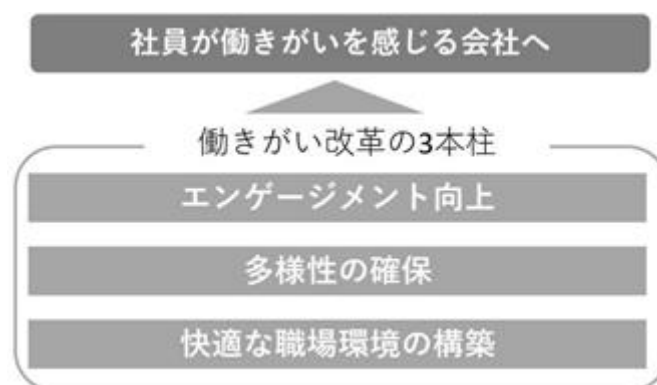 社員が働きがいを感じる会社へ
働きがい改革の3本柱
エンゲージメント向上
多様性の確保
快適な職場環境の構築